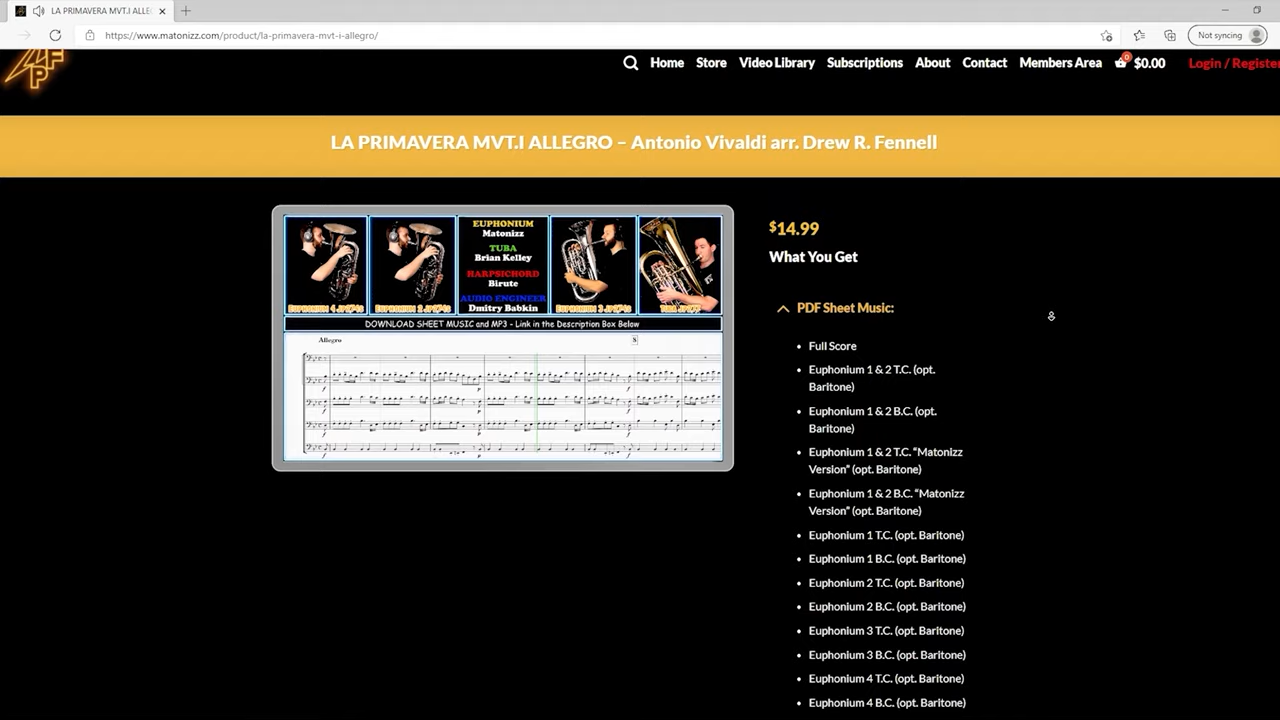 LA PRIMAVERA MVT.I ALLEG
https://www.matonizz.com/product/la-primavera-mvt-i-allegro/
Not syncing
AFP
Home Store Video Library Subscriptions About Contact Members Area 0 $0.00 Login / Register
LA PRIMAVERA MVT.I ALLEGRO – Antonio Vivaldi arr. Drew R. Fennell
EUPHONIUM
Matonizz
TUBA
Brian Kelley
HARPSICHORD
Birute
AUDIO ENGINEER
Dmitry Babkin
DOWNLOAD SHEET MUSIC and MP3 - Link in the Description Box Below
Allegro
$14.99
What You Get
PDF Sheet Music:
Full Score
Euphonium 1 & 2 T.C. (opt.
Baritone)
Euphonium 1 & 2 B.C. (opt.
Baritone)
Euphonium 1 & 2 T.C. “Matonizz
Version” (opt. Baritone)
Euphonium 1 & 2 B.C. “Matonizz
Version” (opt. Baritone)
Euphonium 1 T.C. (opt. Baritone)
Euphonium 1 B.C. (opt. Baritone)
Euphonium 2 T.C. (opt. Baritone)
Euphonium 2 B.C. (opt. Baritone)
Euphonium 3 T.C. (opt. Baritone)
Euphonium 3 B.C. (opt. Baritone)
Euphonium 4 T.C. (opt. Baritone)
Euphonium 4 B.C. (opt. Baritone)